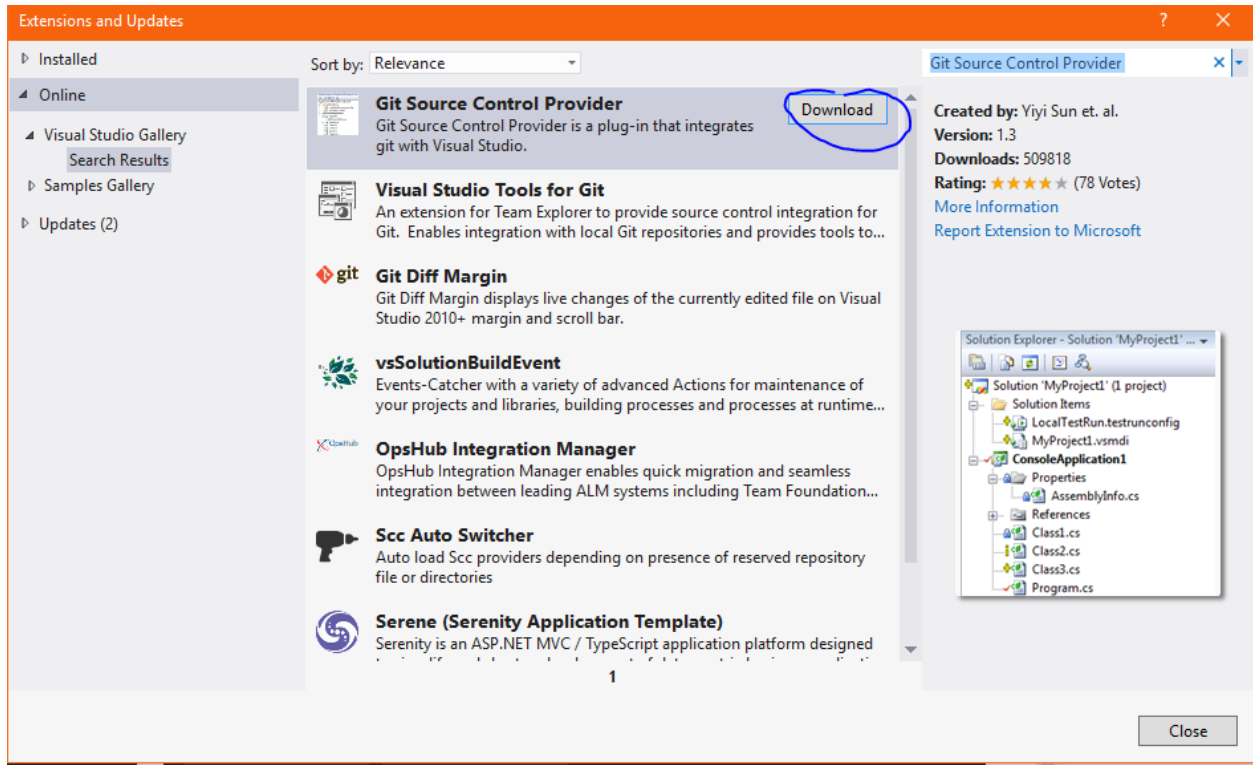 Extensions and Updates
?
Installed
Online
Visual Studio Gallery
Search Results
Samples Gallery
Updates (2)
Sort by: Relevance
Git Source Control Provider
Git Source Control Provider is a plug-in that integrates
git with Visual Studio.
Download
Visual Studio Tools for Git
An extension for Team Explorer to provide source control integration for
Git. Enables integration with local Git repositories and provides tools to...
git
Git Diff Margin
Git Diff Margin displays live changes of the currently edited file on Visual
Studio 2010+ margin and scroll bar.
vsSolutionBuildEvent
Events-Catcher with a variety of advanced Actions for maintenance of
your projects and libraries, building processes and processes at runtime...
OpsHub
OpsHub Integration Manager
OpsHub Integration Manager enables quick migration and seamless
integration between leading ALM systems including Team Foundation...
Scc Auto Switcher
Auto load Scc providers depending on presence of reserved repository
file or directories
Serene (Serenity Application Template)
Serenity is an ASP.NET MVC / TypeScript application platform designed
1
Git Source Control Provider
Created by: Yiyi Sun et. al.
Version: 1.3
Downloads: 509818
Rating: (78 Votes)
More Information
Report Extension to Microsoft
Solution Explorer - Solution 'MyProject1' ...
Solution 'MyProject1' (1 project)
Solution Items
LocalTestRun.testrunconfig
MyProject1.vsmdi
ConsoleApplication1
Properties
AssemblyInfo.cs
References
Class1.cs
Class2.cs
Class3.cs
Program.cs
Close